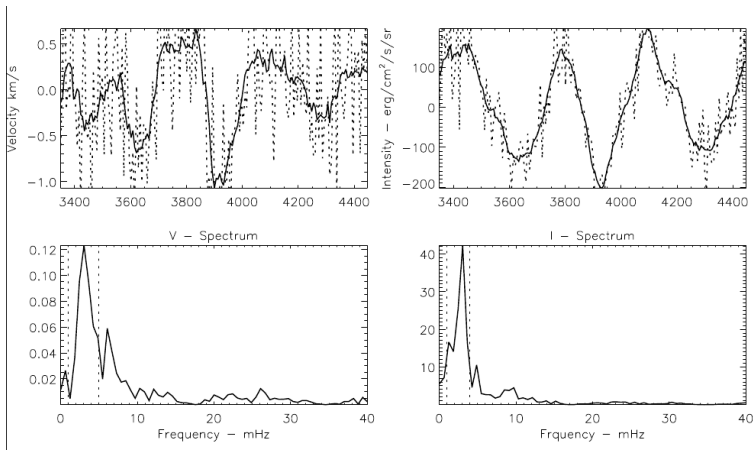 Velocity km/s
0.5
0.0
-0.5
-1.0
3400 3600 3800 4000 4200 4400
Intensity - erg/cm²/s/sr
100
0
-100
-200
3400 3600 3800 4000 4200 4400
V - Spectrum
0.12
0.10
0.08
0.06
0.04
0.02
0 10 20 30 40
Frequency - mHz
I - Spectrum
40
30
20
10
0 10 20 30 40
Frquency - mHz